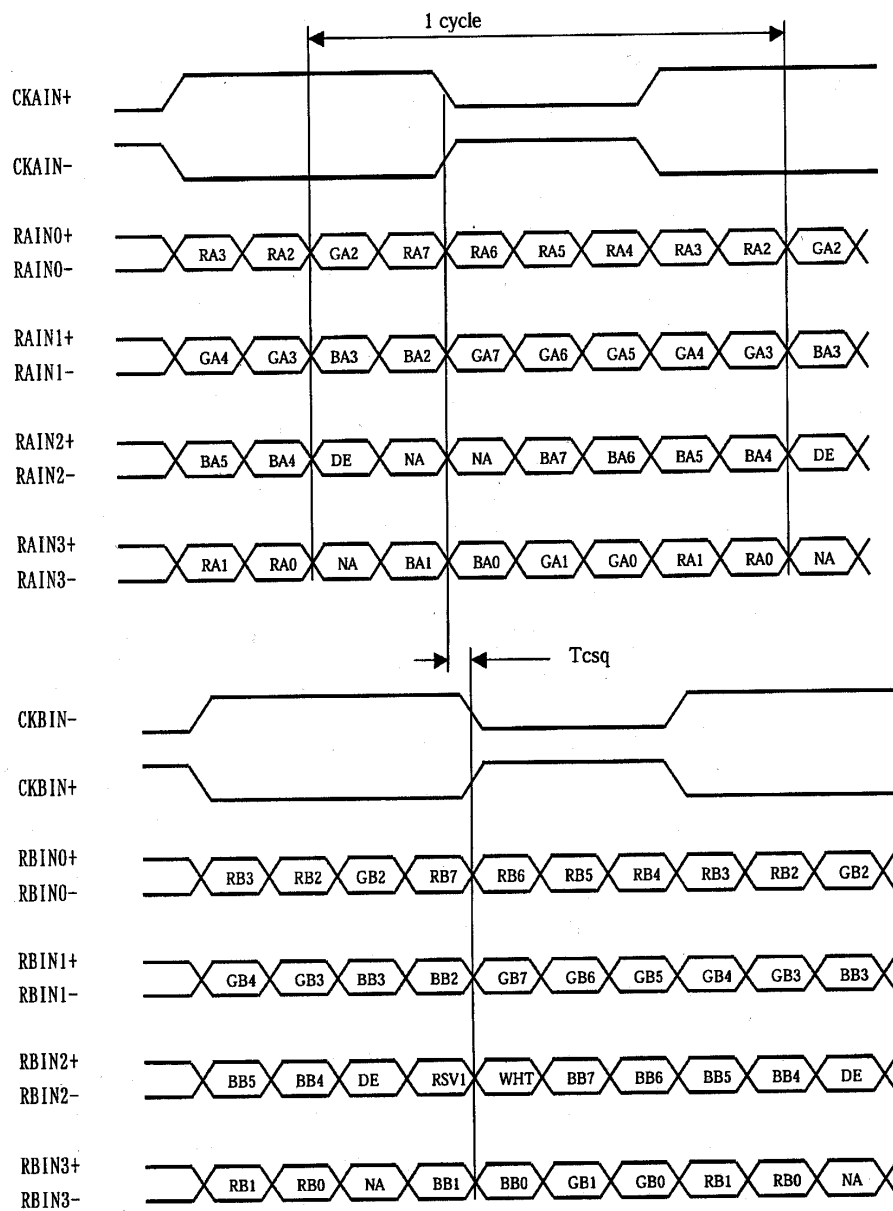 1 cycle
CKAIN+
CKAIN-
RAIN0+
RA3 RA2 GA2 RA7 RA6 RA5 RA4 RA3 RA2 GA2
RAIN0-
RAIN1+
GA4 GA3 BA3 BA2 GA7 GA6 GA5 GA4 GA3 BA3
RAIN1-
RAIN2+
BA5 BA4 DE NA NA BA7 BA6 BA5 BA4 DE
RAIN2-
RAIN3+
RA1 RA0 NA BA1 BA0 GA1 GA0 RA1 RA0 NA
RAIN3-
Tcsq
CKBIN-
CKBIN+
RBIN0+
RB3 RB2 GB2 RB7 RB6 RB5 RB4 RB3 RB2 GB2
RBIN0-
RBIN1+
GB4 GB3 BB3 BB2 GB7 GB6 GB5 GB4 GB3 BB3
RBIN1-
RBIN2+
BB5 BB4 DE RSV1 WHT BB7 BB6 BB5 BB4 DE
RBIN2-
RBIN3+
RB1 RB0 NA BB1 BB0 GB1 GB0 RB1 RB0 NA
RBIN3-